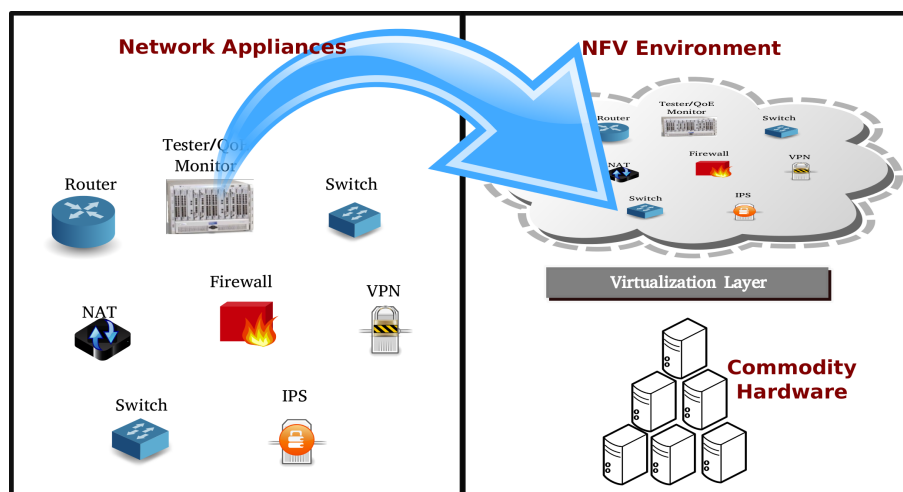 Network Appliances
Tester/QoE
Monitor
Router
Switch
Firewall
NAT
VPN
Switch
IPS
NFV Environment
Tester/QoE
Monitor
Router
Switch
NAT
Firewall
VPN
Switch
IPS
Virtualization Layer
Commodity
Hardware